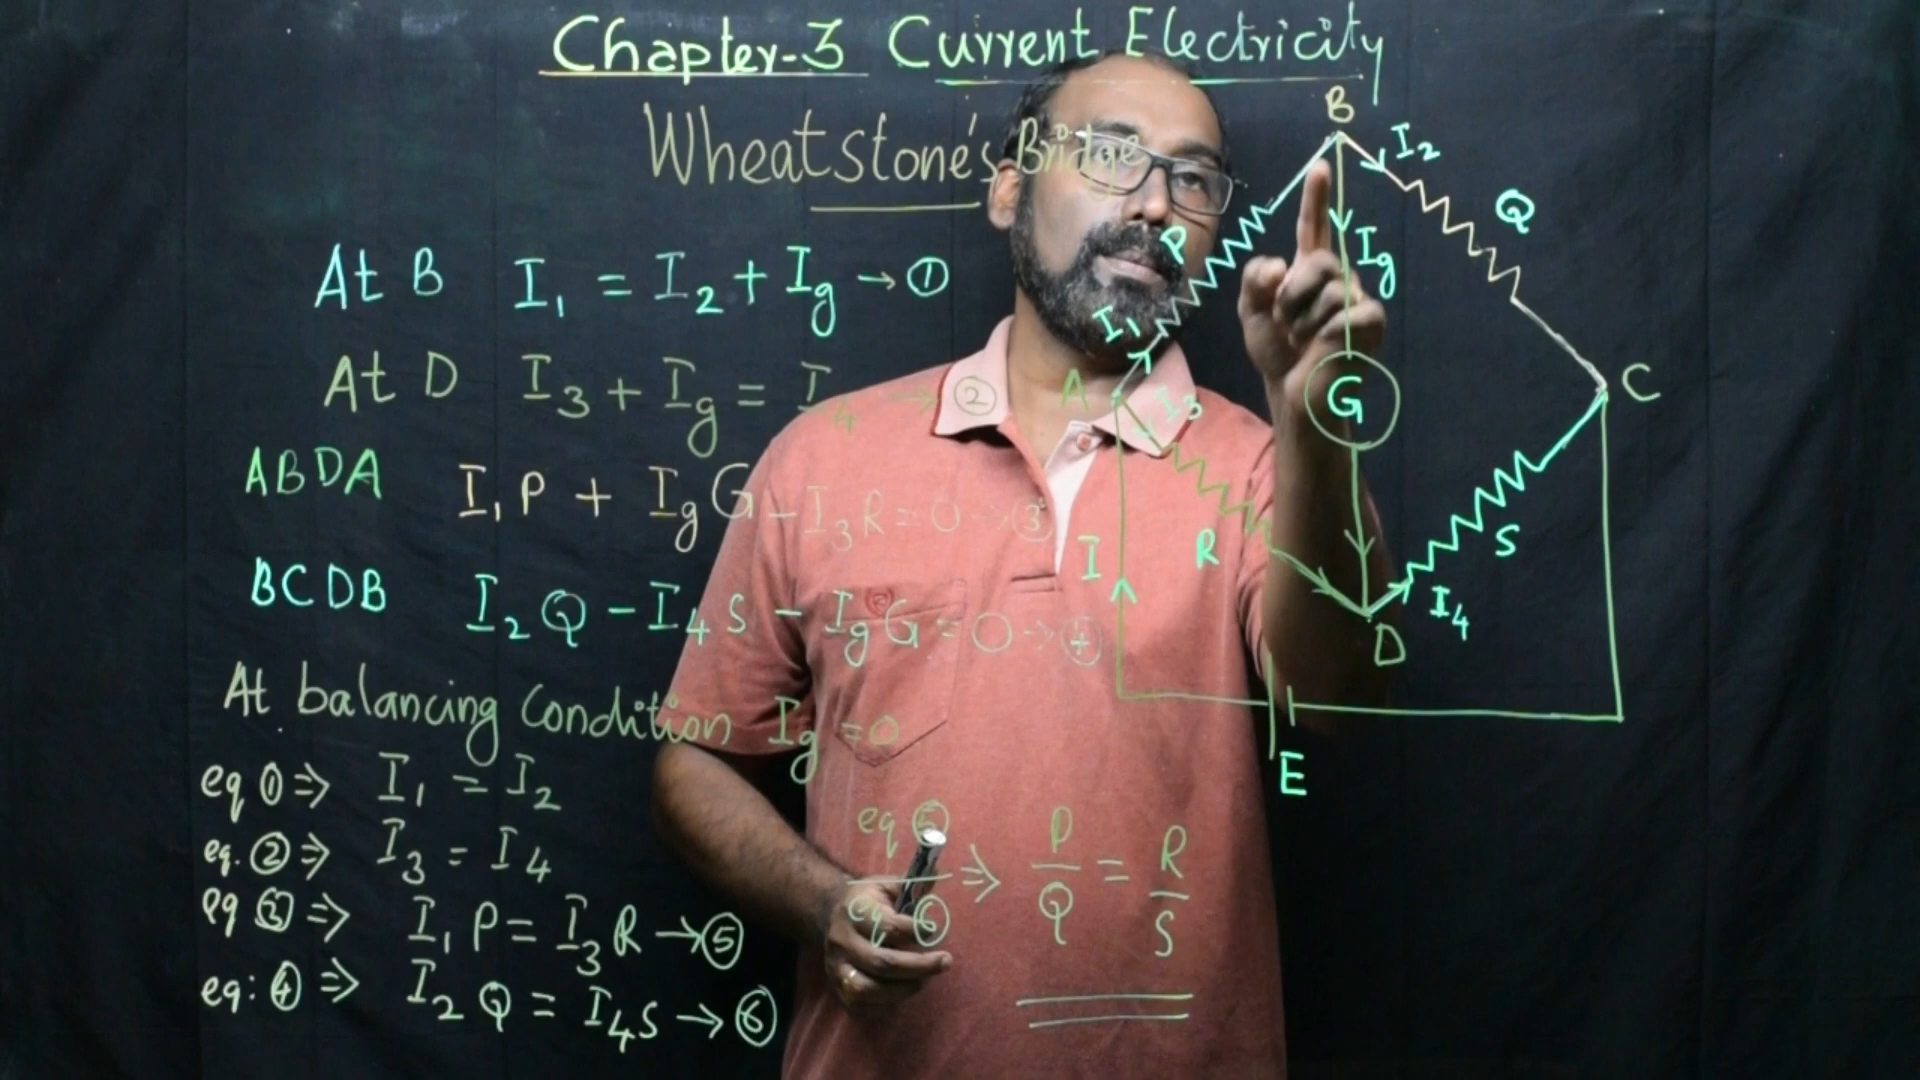 Chapter-3 Current Electricity
Wheatstone's Bridge
At B I₁ = I₂ + Ig → ①
At D I₃ + Ig = I₄ → ②
ABDA I₁P + IgG - I₃R = 0 → ③
BCDB I₂Q - I₄S - IgG = 0 → ④
At balancing condition Ig = 0
eq ① ⇒ I₁ = I₂
eq. ② ⇒ I₃ = I₄
eq ③ ⇒ I₁P = I₃R → ⑤
eq: ④ ⇒ I₂Q = I₄S → ⑥
eq ⑤ / eq ⑥ ⇒ P/Q = R/S
B
I₂
Q
P
Ig
I₁
A
I₃
G
C
I
R
S
I₄
D
E